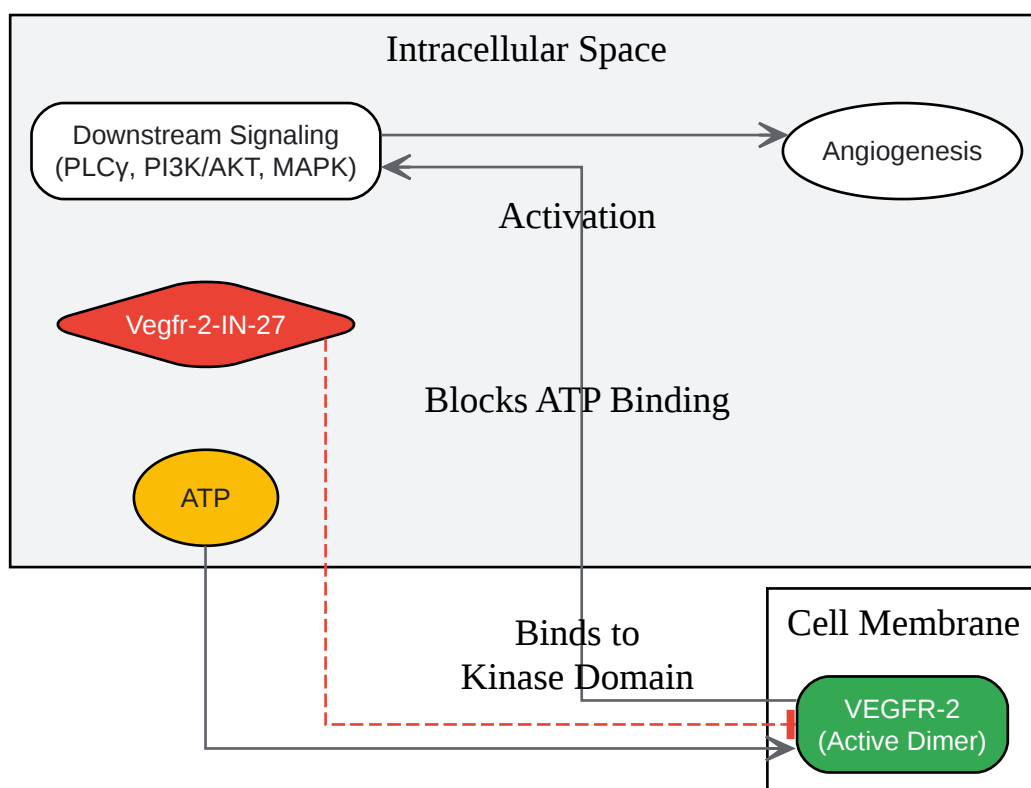 Intracellular Space
Downstream Signaling
(PLCγ, PI3K/AKT, MAPK)
Angiogenesis
Activation
Vegfr-2-IN-27
Blocks ATP Binding
ATP
Binds to
Kinase Domain
Cell Membrane
VEGFR-2
(Active Dimer)